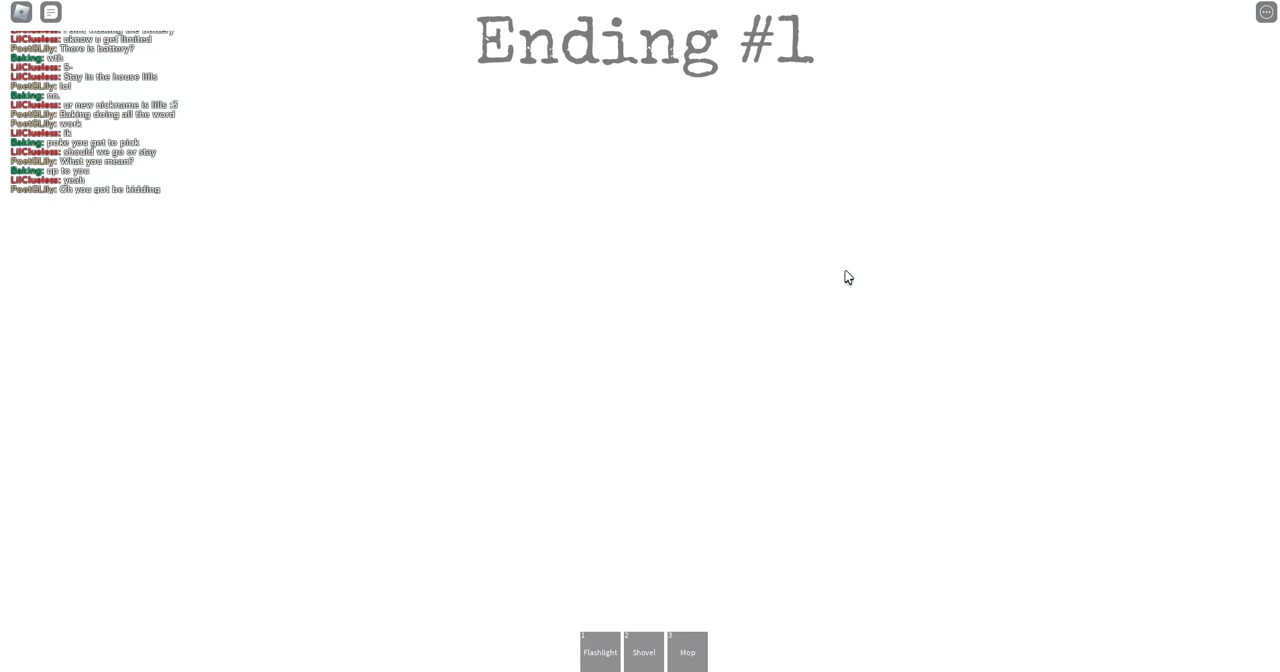 Ending #1
LilClueless: uknow u get limited
PoetGLily: There is battery?
Baking: wth
LilClueless: S-
LilClueless: Stay in the house lills
PoetGLily: lol
Baking: no.
LilClueless: ur new nickname is lills :3
PoetGLily: Baking doing all the word
PoetGLily: work
LilClueless: ik
Baking: poke you get to pick
LilClueless: should we go or stay
PoetGLily: What you mean?
Baking: up to you
LilClueless: yeah
PoetGLily: Oh you got be kidding
1 2 3
Flashlight Shovel Mop